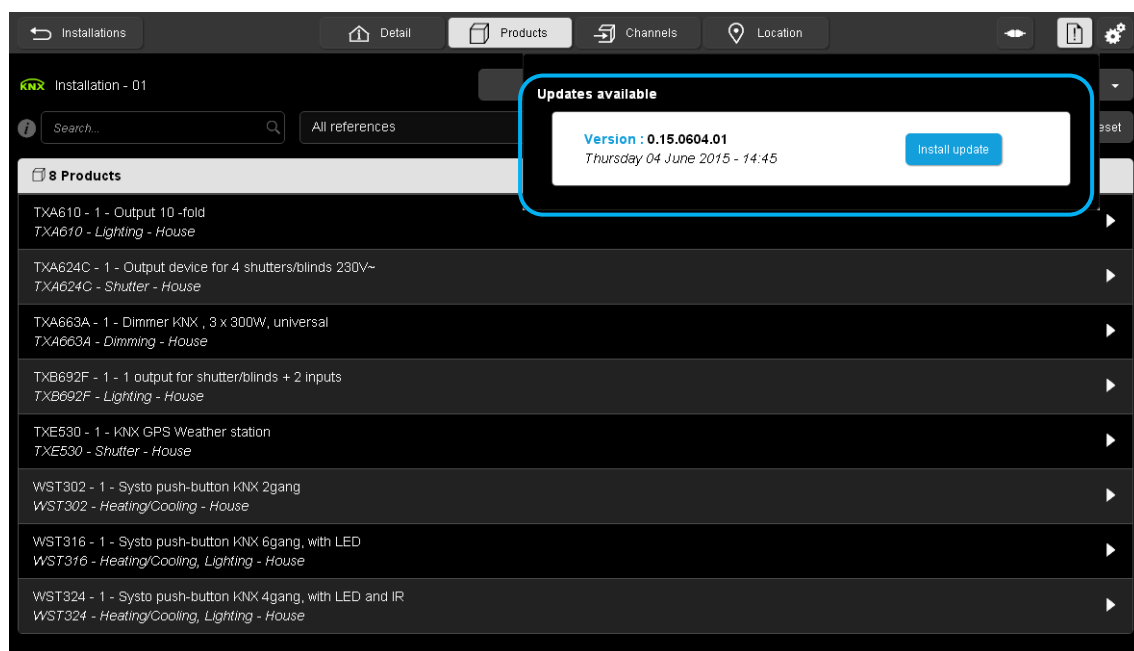 Installations
Detail
Products
Channels
Location
KNX Installation - 01
Updates available
Search...
All references
Version : 0.15.0604.01
Thursday 04 June 2015 - 14:45
Install update
8 Products
TXA610 - 1 - Output 10 -fold
TXA610 - Lighting - House
TXA624C - 1 - Output device for 4 shutters/blinds 230V~
TXA624C - Shutter - House
TXA663A - 1 - Dimmer KNX , 3 x 300W, universal
TXA663A - Dimming - House
TXB692F - 1 - 1 output for shutter/blinds + 2 inputs
TXB692F - Lighting - House
TXE530 - 1 - KNX GPS Weather station
TXE530 - Shutter - House
WST302 - 1 - Systo push-button KNX 2gang
WST302 - Heating/Cooling - House
WST316 - 1 - Systo push-button KNX 6gang, with LED
WST316 - Heating/Cooling, Lighting - House
WST324 - 1 - Systo push-button KNX 4gang, with LED and IR
WST324 - Heating/Cooling, Lighting - House